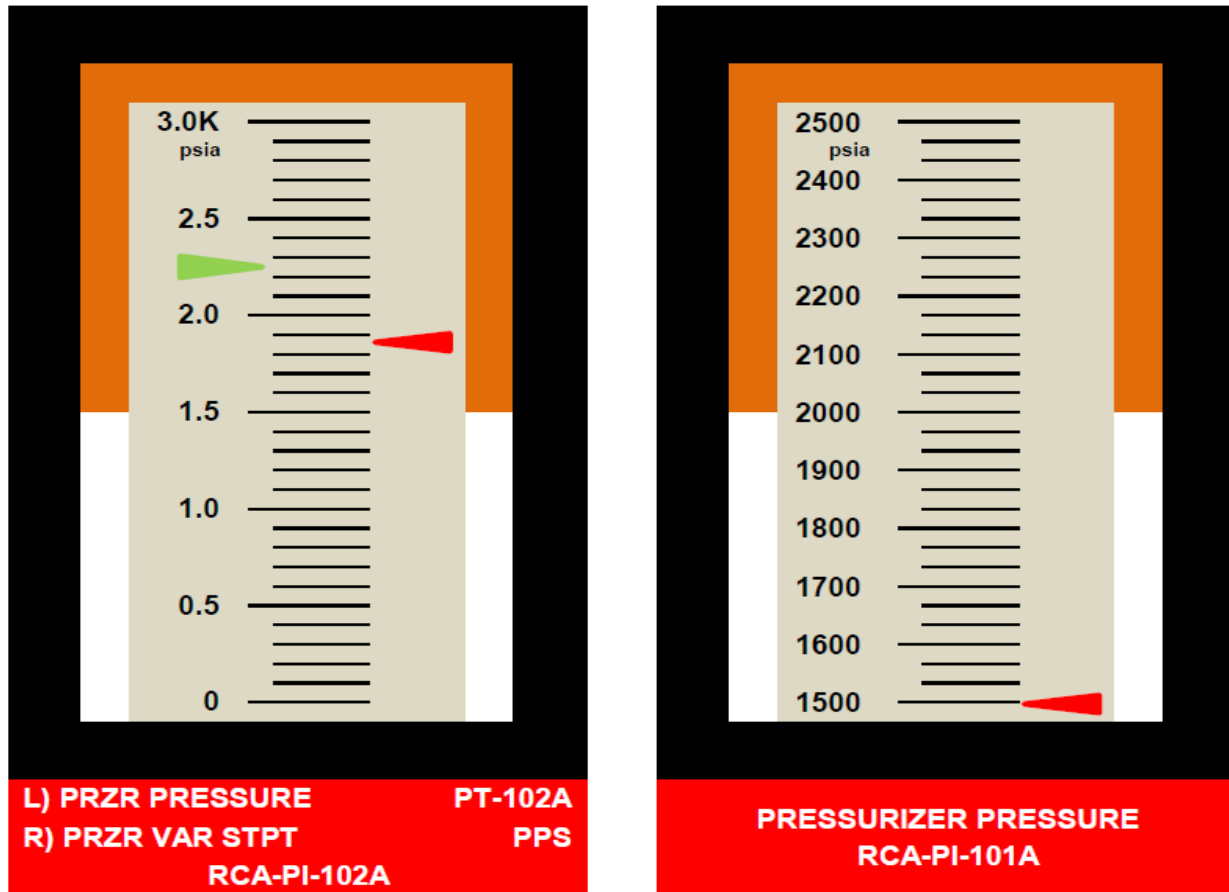 3.0K
psia
2.5
2.0
1.5
1.0
0.5
0
L) PRZR PRESSURE PT-102A
R) PRZR VAR STPT PPS
RCA-PI-102A
2500
psia
2400
2300
2200
2100
2000
1900
1800
1700
1600
1500
PRESSURIZER PRESSURE
RCA-PI-101A